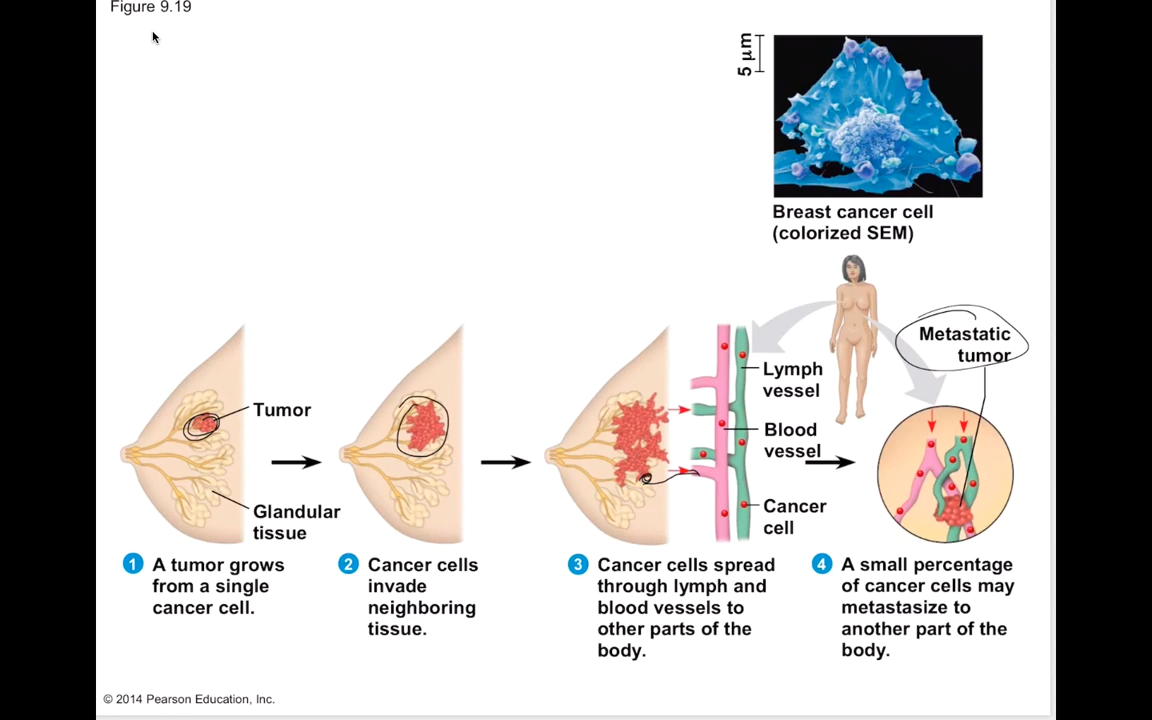 Figure 9.19
5 μm
Breast cancer cell
(colorized SEM)
Metastatic
tumor
Lymph
vessel
Tumor
Blood
vessel
Glandular
tissue
Cancer
cell
1 A tumor grows
from a single
cancer cell.
2 Cancer cells
invade
neighboring
tissue.
3 Cancer cells spread
through lymph and
blood vessels to
other parts of the
body.
4 A small percentage
of cancer cells may
metastasize to
another part of the
body.
© 2014 Pearson Education, Inc.